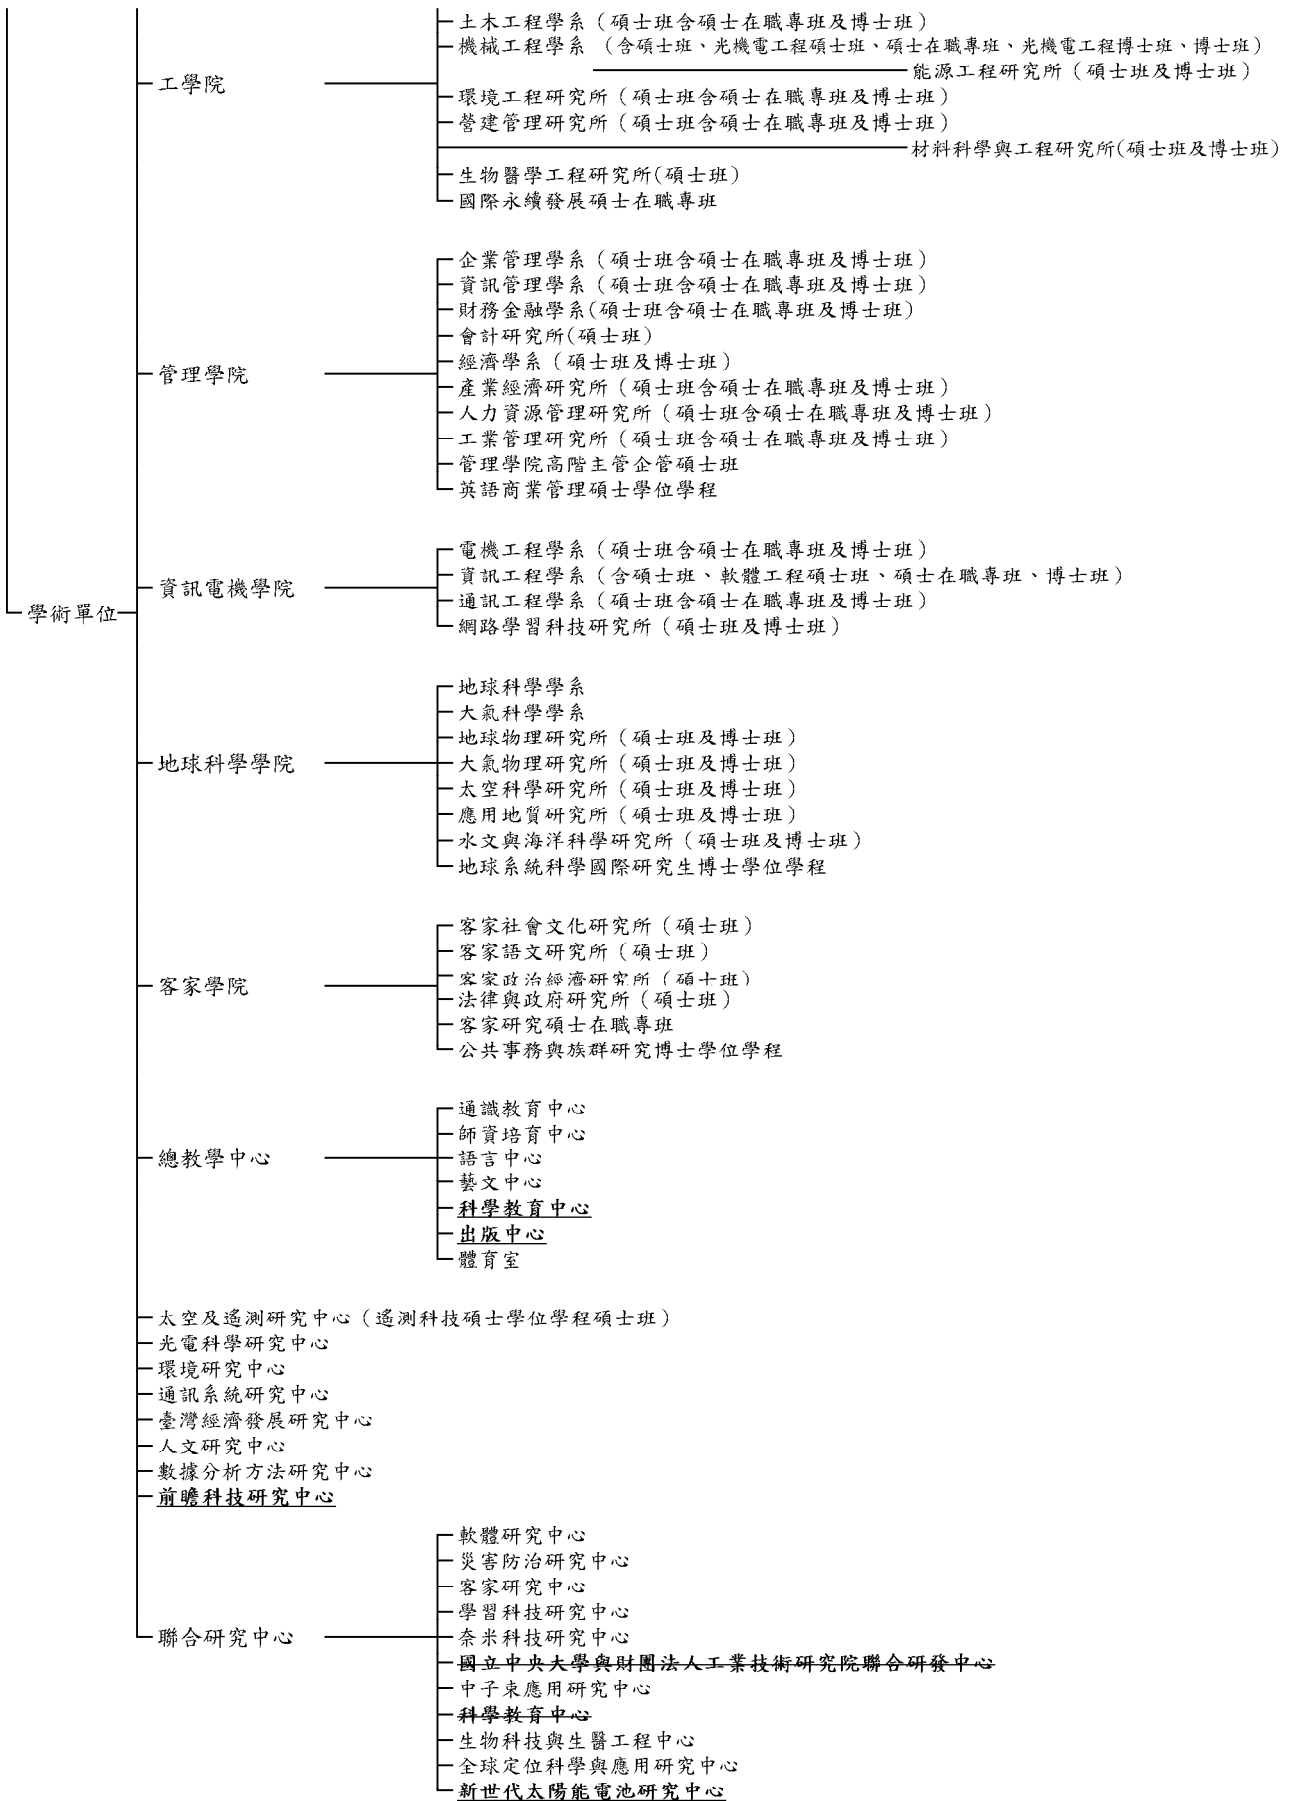 土木工程學系（碩士班含碩士在職專班及博士班）
機械工程學系（含碩士班、光機電工程碩士班、碩士在職專班、光機電工程博士班、博士班）
能源工程研究所（碩士班及博士班）
工學院
環境工程研究所（碩士班含碩士在職專班及博士班）
營建管理研究所（碩士班含碩士在職專班及博士班）
材料科學與工程研究所(碩士班及博士班)
生物醫學工程研究所(碩士班)
國際永續發展碩士在職專班
企業管理學系（碩士班含碩士在職專班及博士班）
資訊管理學系（碩士班含碩士在職專班及博士班）
財務金融學系(碩士班含碩士在職專班及博士班)
會計研究所(碩士班)
經濟學系（碩士班及博士班）
管理學院
產業經濟研究所（碩士班含碩士在職專班及博士班）
人力資源管理研究所（碩士班含碩士在職專班及博士班）
工業管理研究所（碩士班含碩士在職專班及博士班）
管理學院高階主管企管碩士班
英語商業管理碩士學位學程
電機工程學系（碩士班含碩士在職專班及博士班）
資訊工程學系（含碩士班、軟體工程碩士班、碩士在職專班、博士班）
資訊電機學院
通訊工程學系（碩士班含碩士在職專班及博士班）
學術單位
網路學習科技研究所（碩士班及博士班）
地球科學學系
大氣科學學系
地球物理研究所（碩士班及博士班）
地球科學學院
大氣物理研究所（碩士班及博士班）
太空科學研究所（碩士班及博士班）
應用地質研究所（碩士班及博士班）
水文與海洋科學研究所（碩士班及博士班）
地球系統科學國際研究生博士學位學程
客家社會文化研究所（碩士班）
客家語文研究所（碩士班）
客家政治經濟研究所（碩士班）
客家學院
法律與政府研究所（碩士班）
客家研究碩士在職專班
公共事務與族群研究博士學位學程
通識教育中心
師資培育中心
總教學中心
語言中心
藝文中心
科學教育中心
出版中心
體育室
太空及遙測研究中心（遙測科技碩士學位學程碩士班）
光電科學研究中心
環境研究中心
通訊系統研究中心
臺灣經濟發展研究中心
人文研究中心
數據分析方法研究中心
前瞻科技研究中心
軟體研究中心
災害防治研究中心
客家研究中心
學習科技研究中心
聯合研究中心
奈米科技研究中心
國立中央大學與財團法人工業技術研究院聯合研發中心
中子束應用研究中心
科學教育中心
生物科技與生醫工程中心
全球定位科學與應用研究中心
新世代太陽能電池研究中心